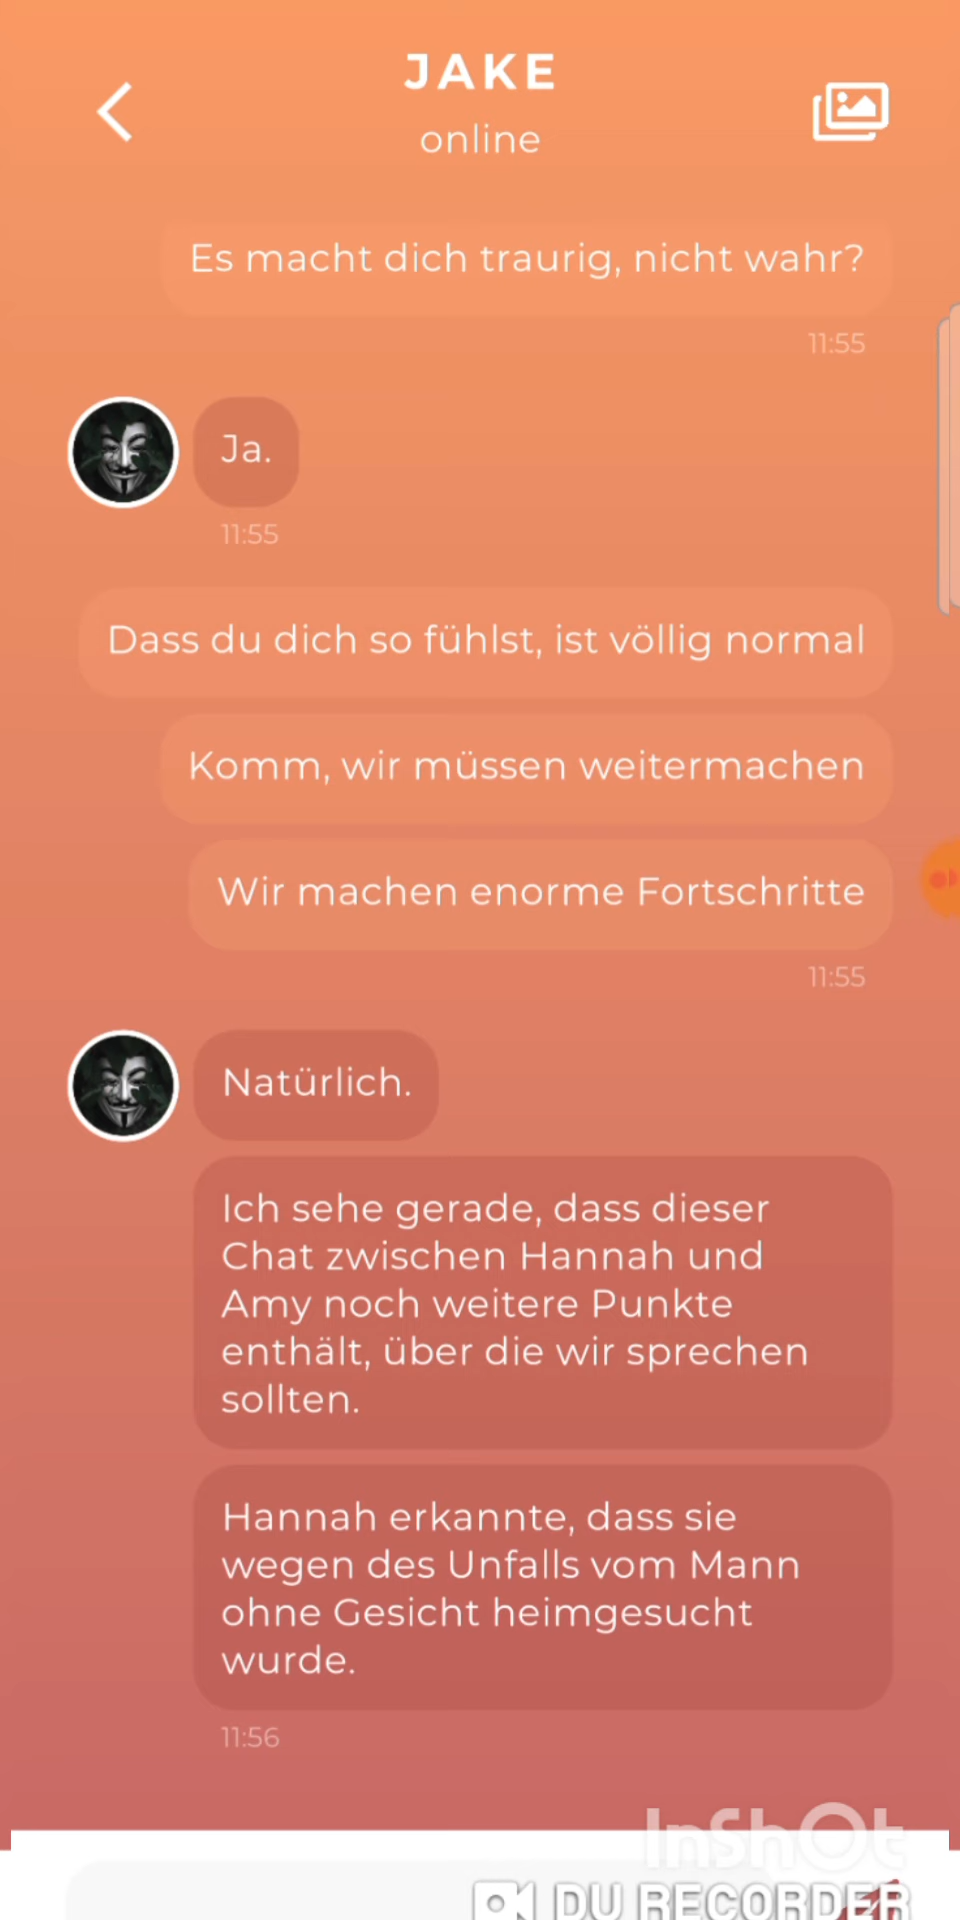 JAKE
online
Es macht dich traurig, nicht wahr?
11:55
Ja.
11:55
Dass du dich so fühlst, ist völlig normal
Komm, wir müssen weitermachen
Wir machen enorme Fortschritte
11:55
Natürlich.
Ich sehe gerade, dass dieser
Chat zwischen Hannah und
Amy noch weitere Punkte
enthält, über die wir sprechen
sollten.
Hannah erkannte, dass sie
wegen des Unfalls vom Mann
ohne Gesicht heimgesucht
wurde.
11:56
InShOt
DU RECORDER